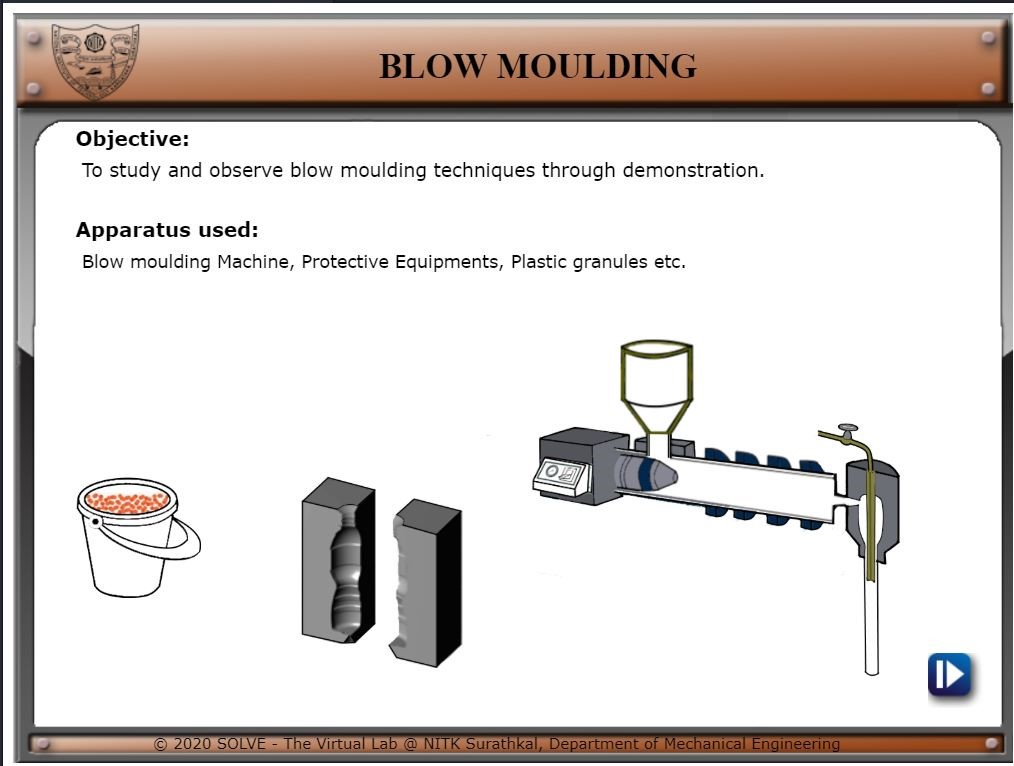 BLOW MOULDING
Objective:
To study and observe blow moulding techniques through demonstration.
Apparatus used:
Blow moulding Machine, Protective Equipments, Plastic granules etc.
© 2020 SOLVE - The Virtual Lab @ NITK Surathkal, Department of Mechanical Engineering